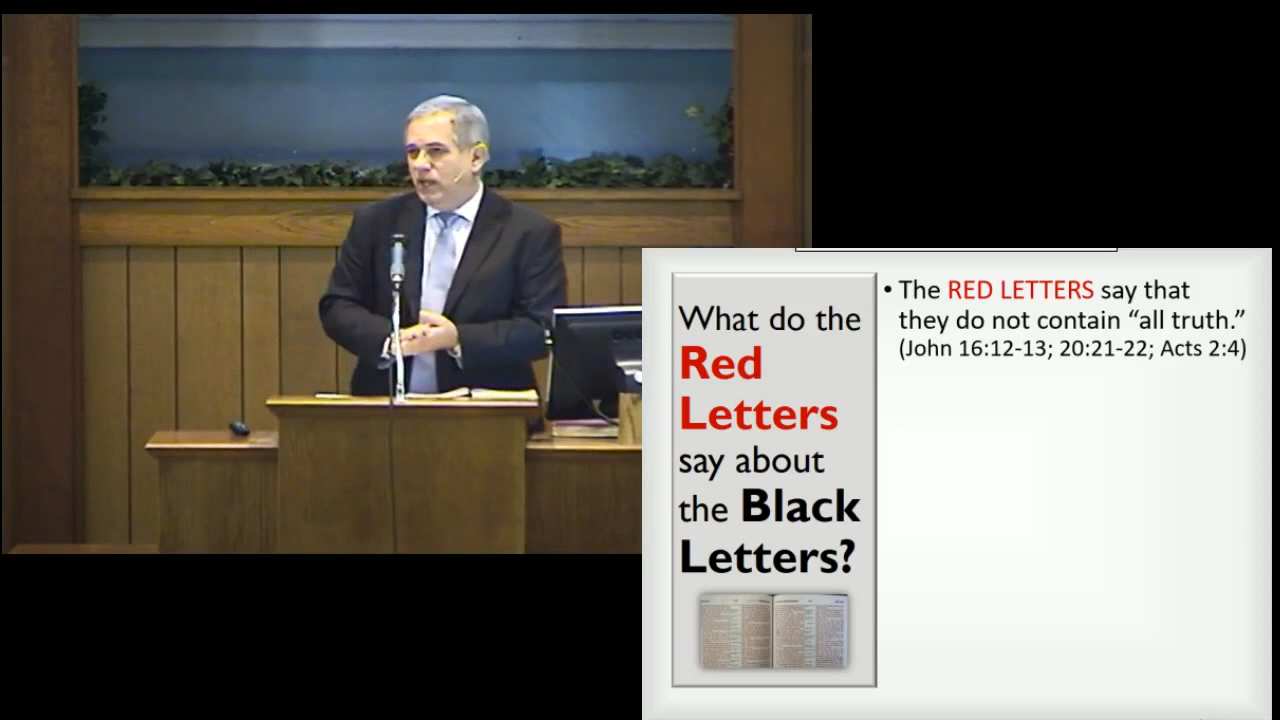 What do the
Red
Letters
say about
the Black
Letters?
• The RED LETTERS say that
they do not contain “all truth.”
(John 16:12-13; 20:21-22; Acts 2:4)